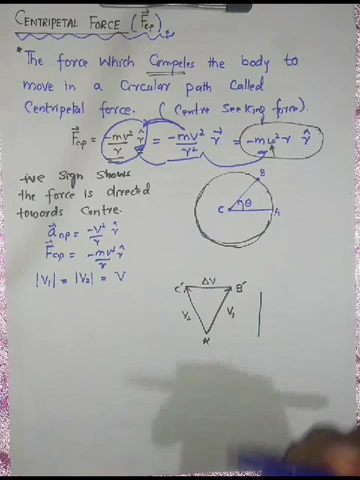 CENTRIPETAL FORCE (F⃗cp):
*The force which Compeles the body to
move in a Circular path Called
Centripetal force. (Centre Seeking force).
F⃗cp = -mv²/r r̂ = -mv²/r² r⃗ = -mω² r r̂
-ve Sign shows
the force is directed
towards Centre.
a⃗cp = -v²/r r̂
F⃗cp = -mv²/r r̂
|V₁| = |V₂| = V
B
C θ A
C' ΔV B'
V₂ V₁
A'